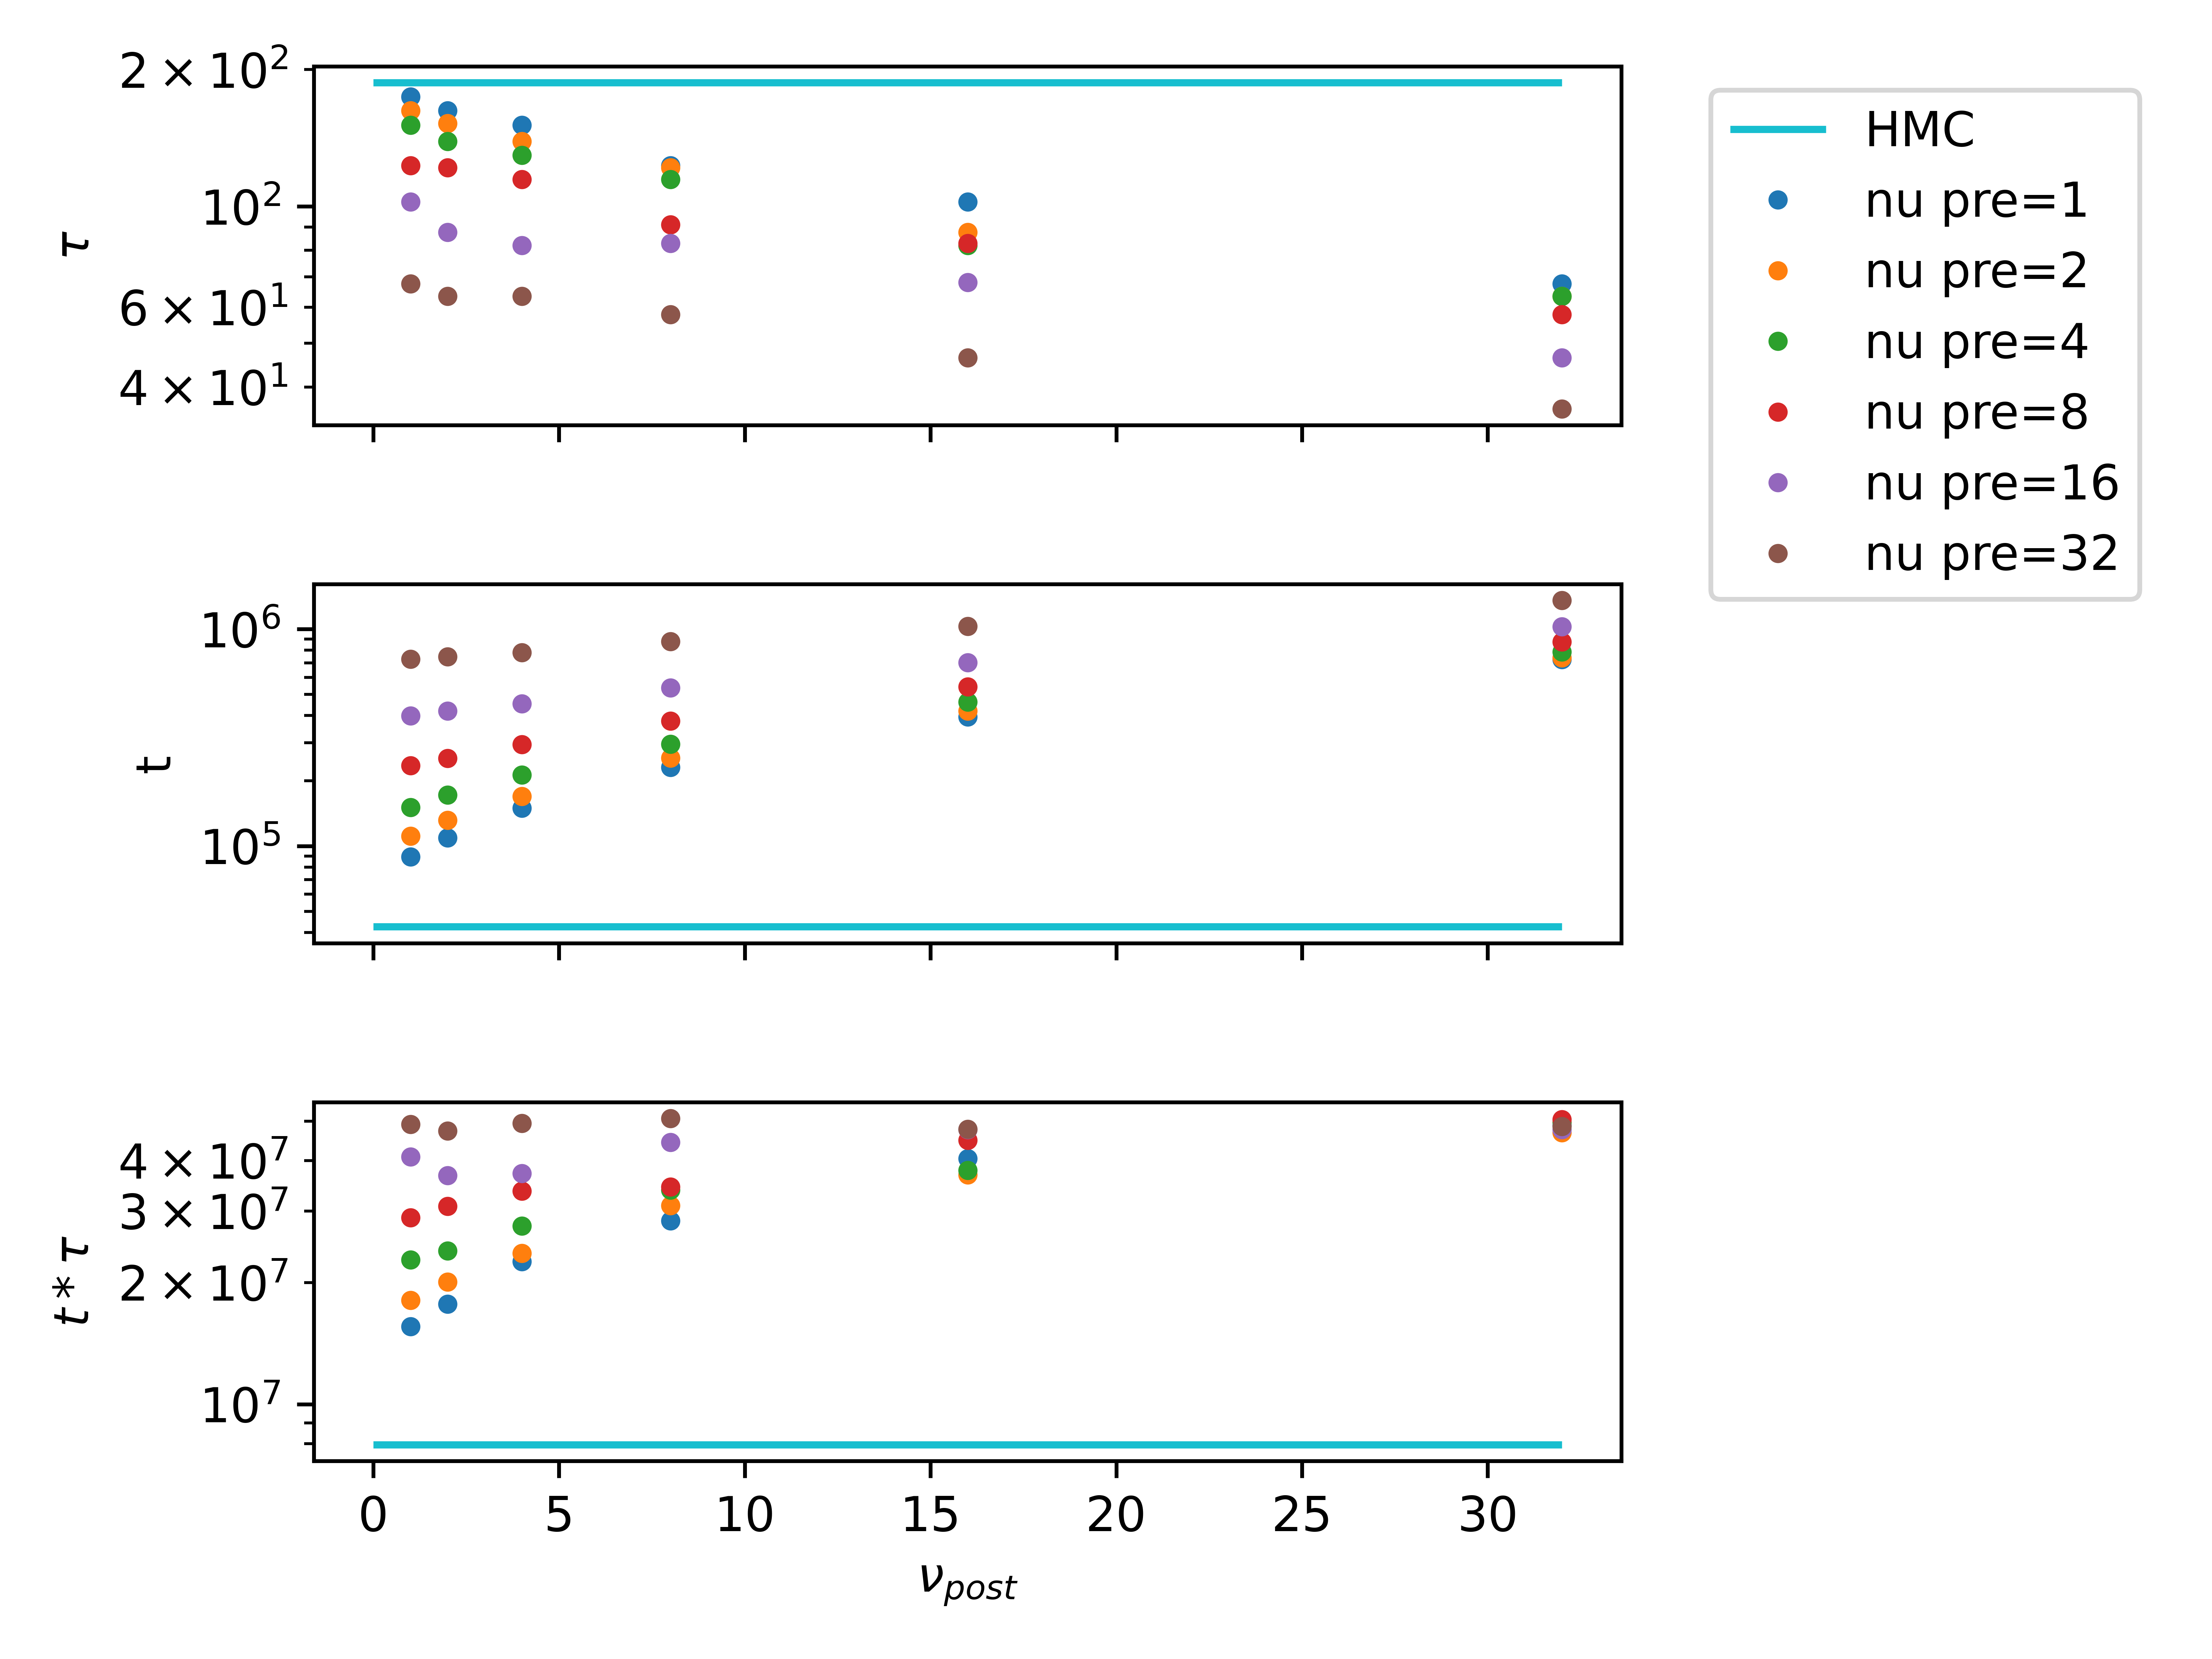 2×10²
10²
6×10¹
4×10¹
τ
HMC
nu pre=1
nu pre=2
nu pre=4
nu pre=8
nu pre=16
nu pre=32
10⁶
10⁵
t
4×10⁷
3×10⁷
2×10⁷
10⁷
t * τ
0 5 10 15 20 25 30
ν_post